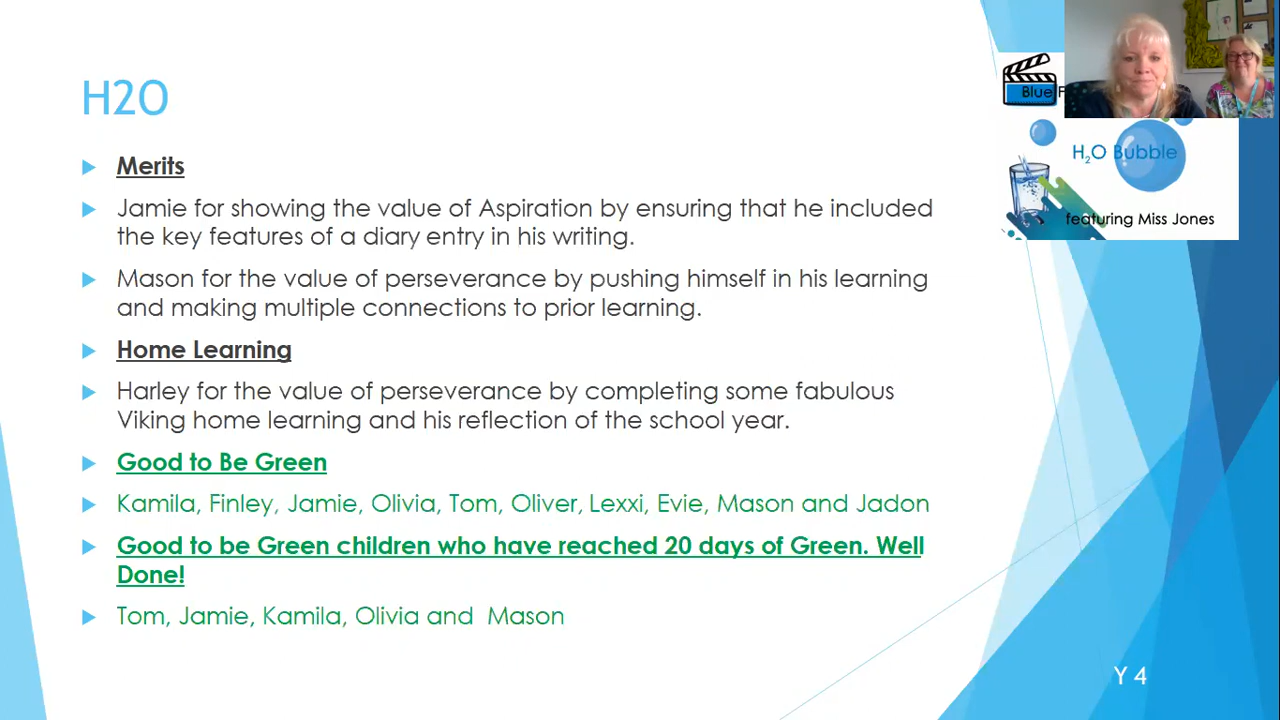 H2O
Merits
Jamie for showing the value of Aspiration by ensuring that he included
the key features of a diary entry in his writing.
Mason for the value of perseverance by pushing himself in his learning
and making multiple connections to prior learning.
Home Learning
Harley for the value of perseverance by completing some fabulous
Viking home learning and his reflection of the school year.
Good to Be Green
Kamila, Finley, Jamie, Olivia, Tom, Oliver, Lexxi, Evie, Mason and Jadon
Good to be Green children who have reached 20 days of Green. Well
Done!
Tom, Jamie, Kamila, Olivia and  Mason
Blue
H₂O Bubble
featuring Miss Jones
Y 4